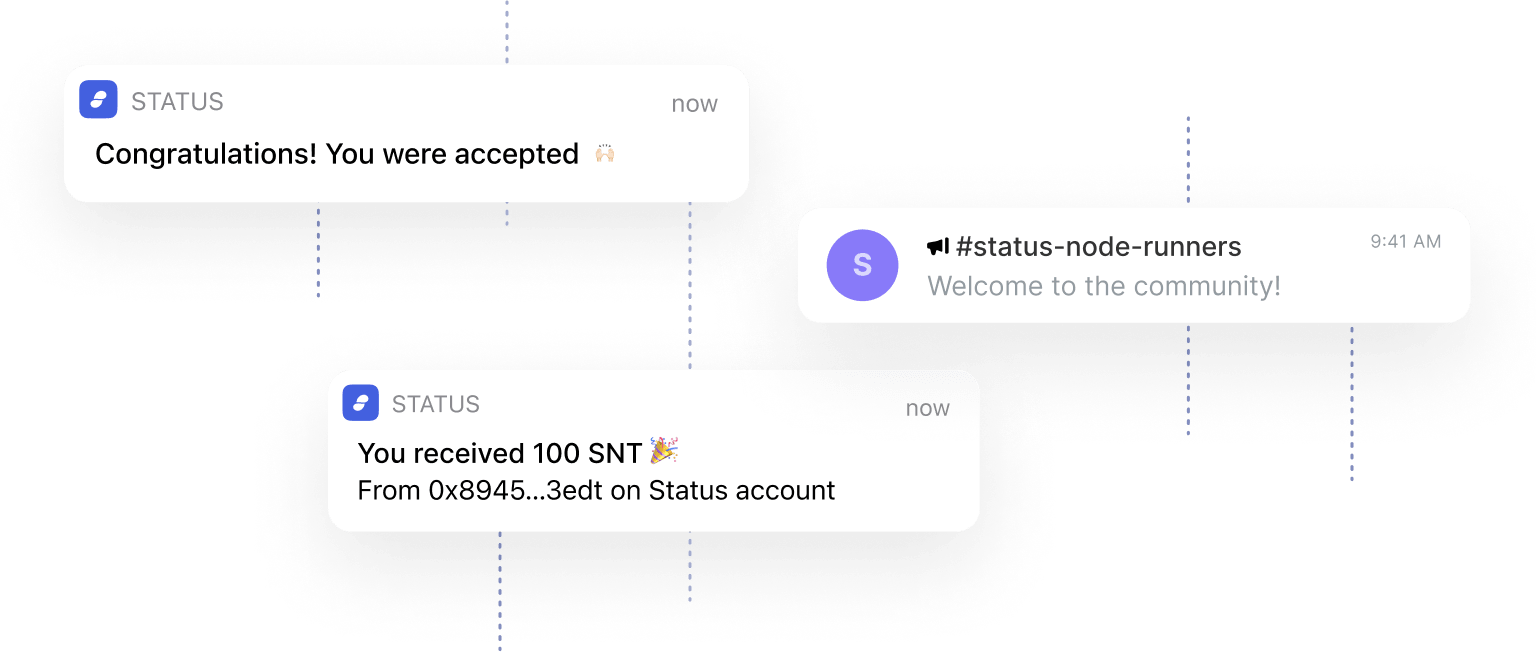 STATUS
now
Congratulations! You were accepted 🙌🏻
S
#status-node-runners
9:41 AM
Welcome to the community!
STATUS
now
You received 100 SNT 🎉
From 0x8945...3edt on Status account